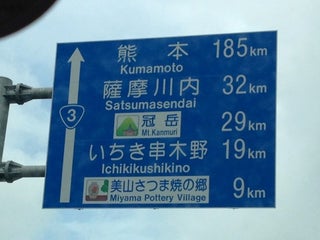 熊本 185km
Kumamoto
薩摩川内 32km
Satsumasendai
3
冠岳 29km
Mt.Kanmuri
いちき串木野 19km
Ichikikushikino
美山さつま焼の郷 9km
Miyama Pottery Village